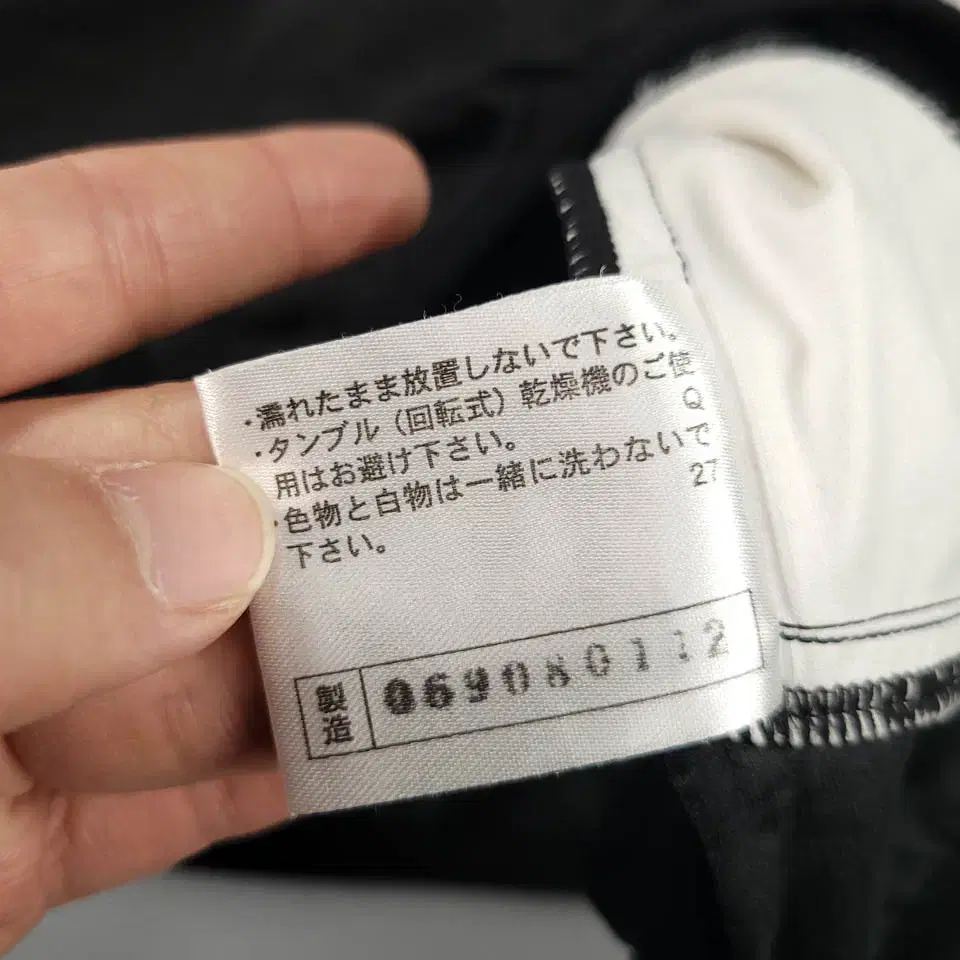 ・濡れたまま放置しないで下さい。
・タンブル（回転式）乾燥機のご使
Q
用はお避け下さい。
・色物と白物は一緒に洗わないで
27
下さい。
製造 069080112